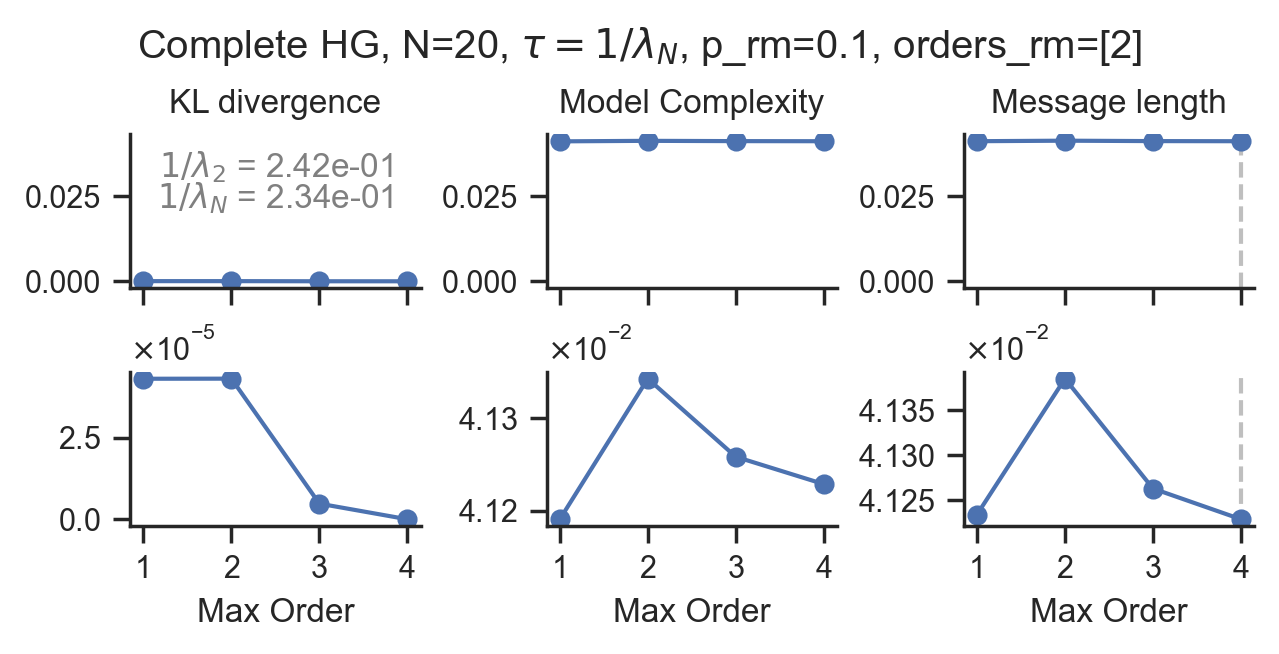 Complete HG, N=20, τ = 1/λ_N, p_rm=0.1, orders_rm=[2]
KL divergence
Model Complexity
Message length
1/λ₂ = 2.42e-01
1/λ_N = 2.34e-01
0.025
0.000
0.025
0.000
0.025
0.000
×10⁻⁵
2.5
0.0
1 2 3 4
Max Order
×10⁻²
4.13
4.12
1 2 3 4
Max Order
×10⁻²
4.135
4.130
4.125
1 2 3 4
Max Order